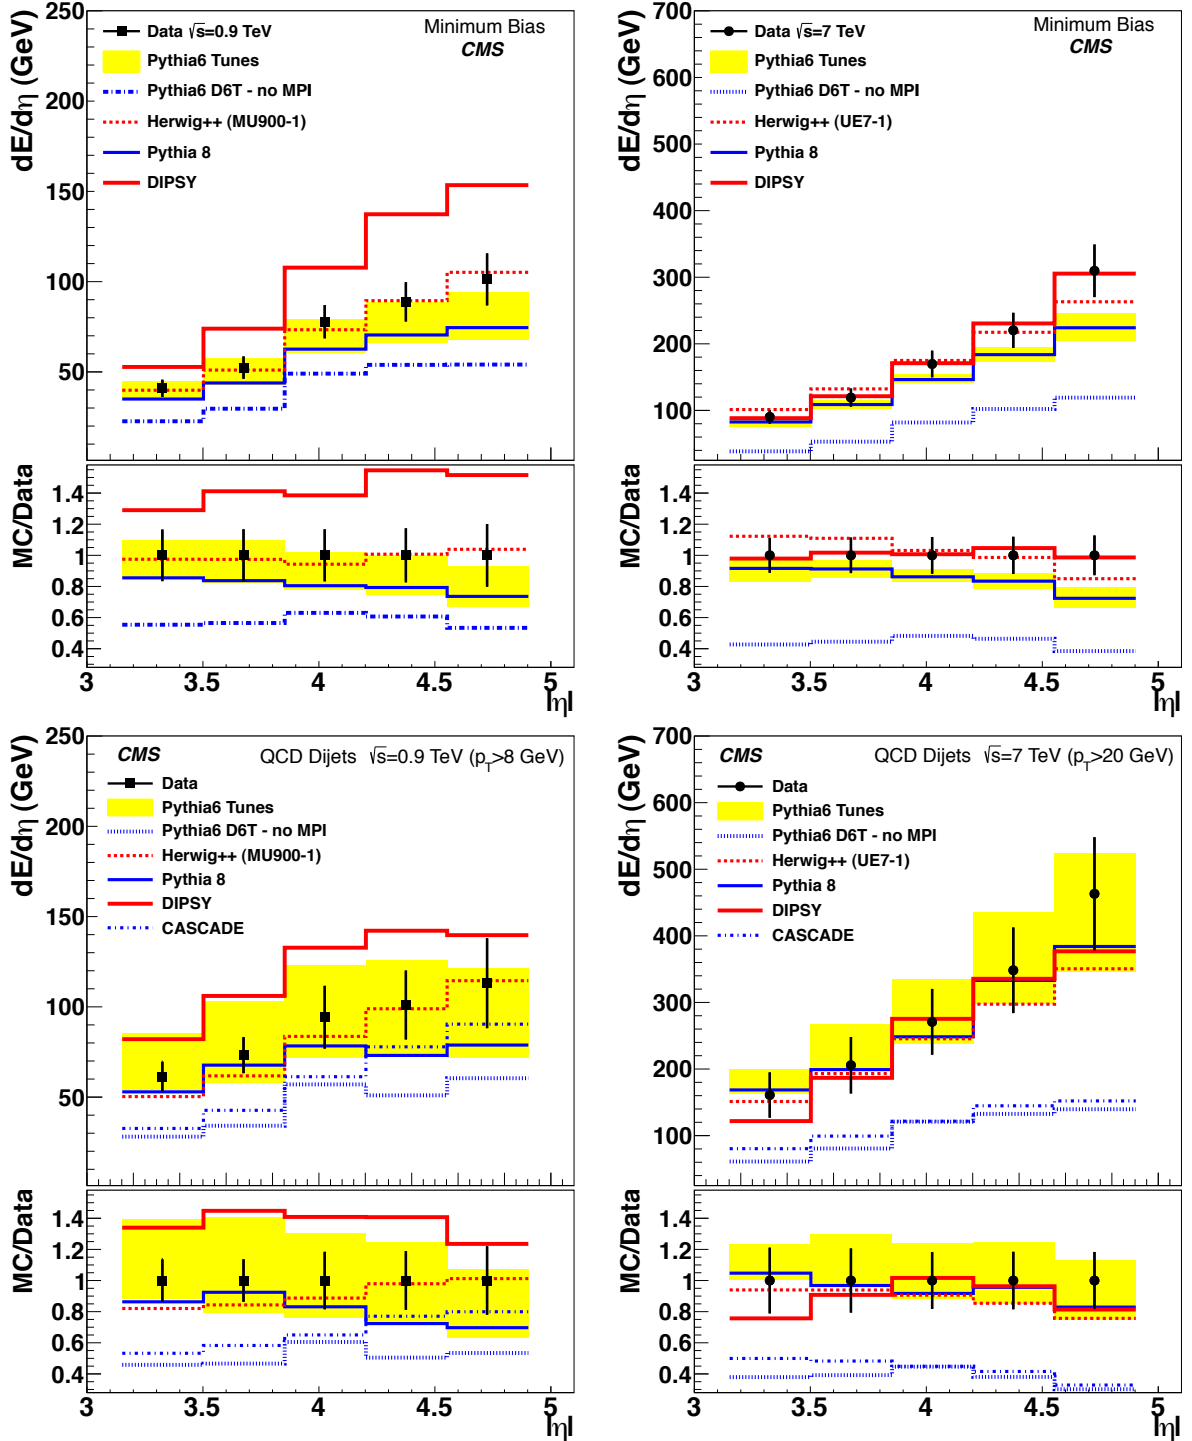 250
200
150
100
50
dE/dη (GeV)
Data √s=0.9 TeV
Pythia6 Tunes
Pythia6 D6T - no MPI
Herwig++ (MU900-1)
Pythia 8
DIPSY
Minimum Bias
CMS
1.4
1.2
1
0.8
0.6
0.4
MC/Data
3 3.5 4 4.5 5
|η|
700
600
500
400
300
200
100
dE/dη (GeV)
Data √s=7 TeV
Pythia6 Tunes
Pythia6 D6T - no MPI
Herwig++ (UE7-1)
Pythia 8
DIPSY
Minimum Bias
CMS
1.4
1.2
1
0.8
0.6
0.4
MC/Data
3 3.5 4 4.5 5
|η|
250
200
150
100
50
dE/dη (GeV)
CMS QCD Dijets √s=0.9 TeV (p_T>8 GeV)
Data
Pythia6 Tunes
Pythia6 D6T - no MPI
Herwig++ (MU900-1)
Pythia 8
DIPSY
CASCADE
1.4
1.2
1
0.8
0.6
0.4
MC/Data
3 3.5 4 4.5 5
|η|
700
600
500
400
300
200
100
dE/dη (GeV)
CMS QCD Dijets √s=7 TeV (p_T>20 GeV)
Data
Pythia6 Tunes
Pythia6 D6T - no MPI
Herwig++ (UE7-1)
Pythia 8
DIPSY
CASCADE
1.4
1.2
1
0.8
0.6
0.4
MC/Data
3 3.5 4 4.5 5
|η|